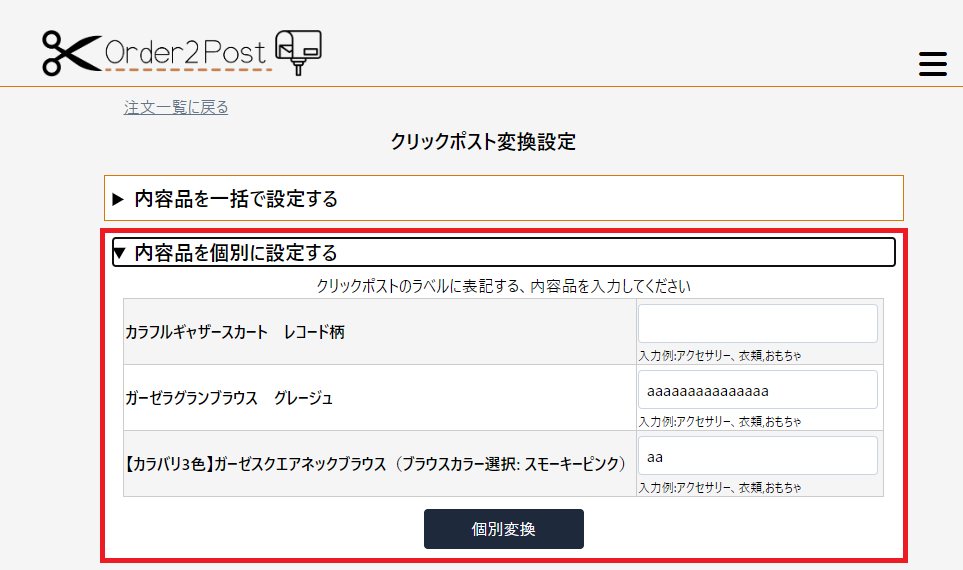 Order2Post
注文一覧に戻る
クリックポスト変換設定
▶ 内容品を一括で設定する
▼ 内容品を個別に設定する
クリックポストのラベルに表記する、内容品を入力してください
カラフルギャザースカート　レコード柄
入力例:アクセサリー、衣類,おもちゃ
ガーゼラグランブラウス　グレージュ
aaaaaaaaaaaaaaa
入力例:アクセサリー、衣類,おもちゃ
【カラバリ3色】ガーゼスクエアネックブラウス（ブラウスカラー選択: スモーキーピンク）
aa
入力例:アクセサリー、衣類,おもちゃ
個別変換